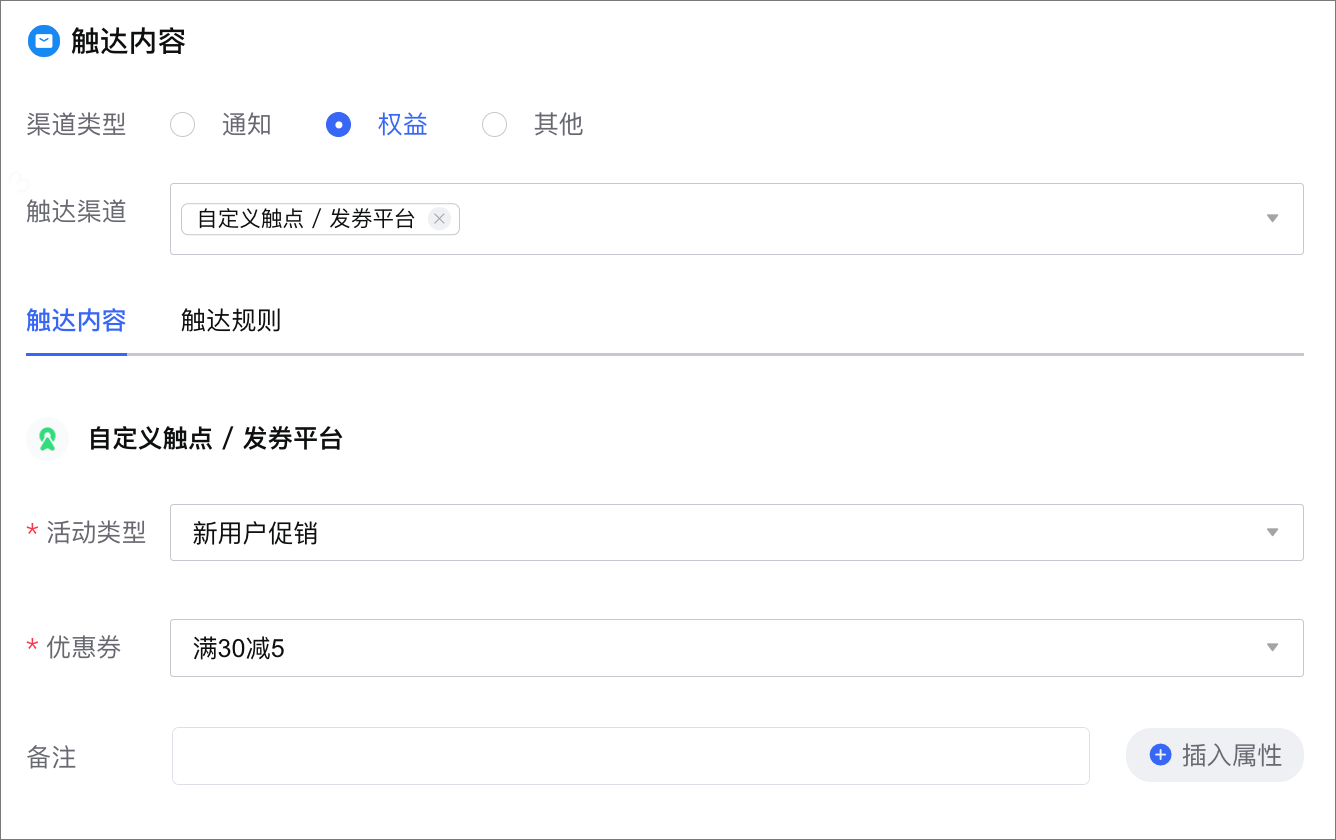 触达内容
渠道类型 通知 权益 其他
触达渠道 自定义触点 / 发券平台
触达内容 触达规则
自定义触点 / 发券平台
* 活动类型 新用户促销
* 优惠券 满30减5
备注 插入属性